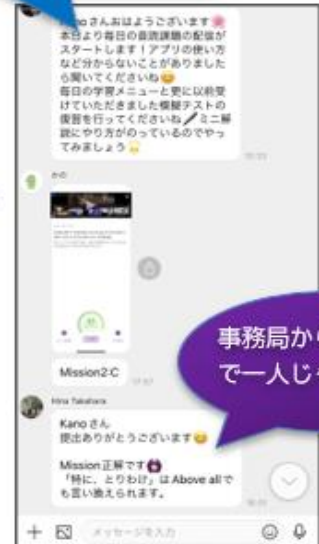 Kanoさんおはようございます🌸
本日より毎日の音読課題の配信が
スタートします！アプリの使い方
など分からないことがありました
ら聞いてくださいね😊
毎日の学習メニューと更に以前受
けていただきました模擬テストの
復習を行ってくださいね🖊ミニ解
説にやり方がのっているのでやっ
てみましょう
かの
Mission2-C
Hina Takahara
Kano さん
提出ありがとうございます😊
Mission正解です
「特に、とりわけ」は Above allで
も言い換えられます。
事務局から
で一人じゃ
メッセージを入力